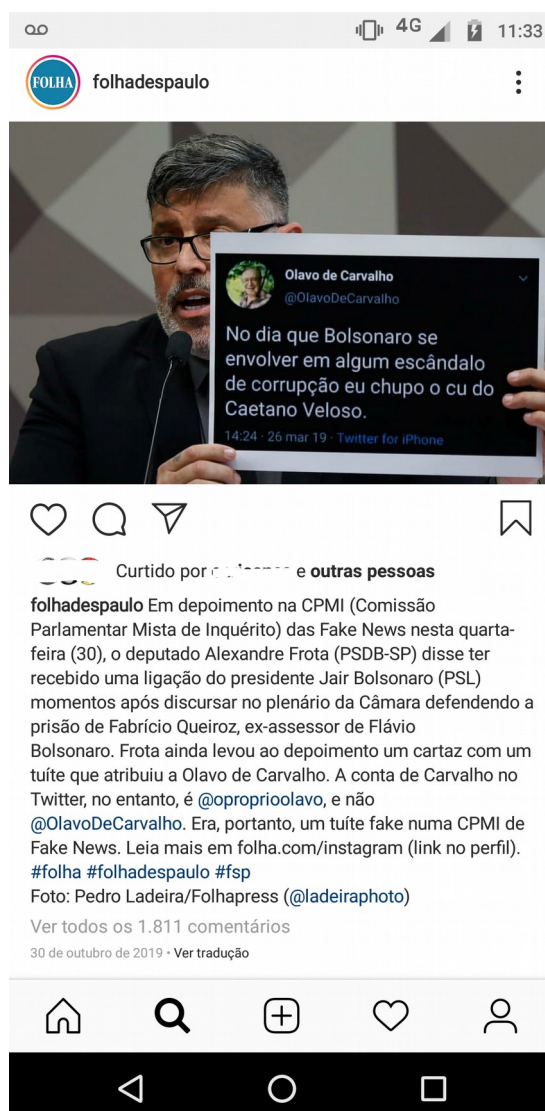 4G 11:33
FOLHA folhadespaulo
Olavo de Carvalho
@OlavoDeCarvalho
No dia que Bolsonaro se
envolver em algum escândalo
de corrupção eu chupo o cu do
Caetano Veloso.
14:24 · 26 mar 19 · Twitter for iPhone
Curtido por e outras pessoas
folhadespaulo Em depoimento na CPMI (Comissão
Parlamentar Mista de Inquérito) das Fake News nesta quarta-
feira (30), o deputado Alexandre Frota (PSDB-SP) disse ter
recebido uma ligação do presidente Jair Bolsonaro (PSL)
momentos após discursar no plenário da Câmara defendendo a
prisão de Fabrício Queiroz, ex-assessor de Flávio
Bolsonaro. Frota ainda levou ao depoimento um cartaz com um
tuíte que atribuiu a Olavo de Carvalho. A conta de Carvalho no
Twitter, no entanto, é @oproprioolavo, e não
@OlavoDeCarvalho. Era, portanto, um tuíte fake numa CPMI de
Fake News. Leia mais em folha.com/instagram (link no perfil).
#folha #folhadespaulo #fsp
Foto: Pedro Ladeira/Folhapress (@ladeiraphoto)
Ver todos os 1.811 comentários
30 de outubro de 2019 · Ver tradução